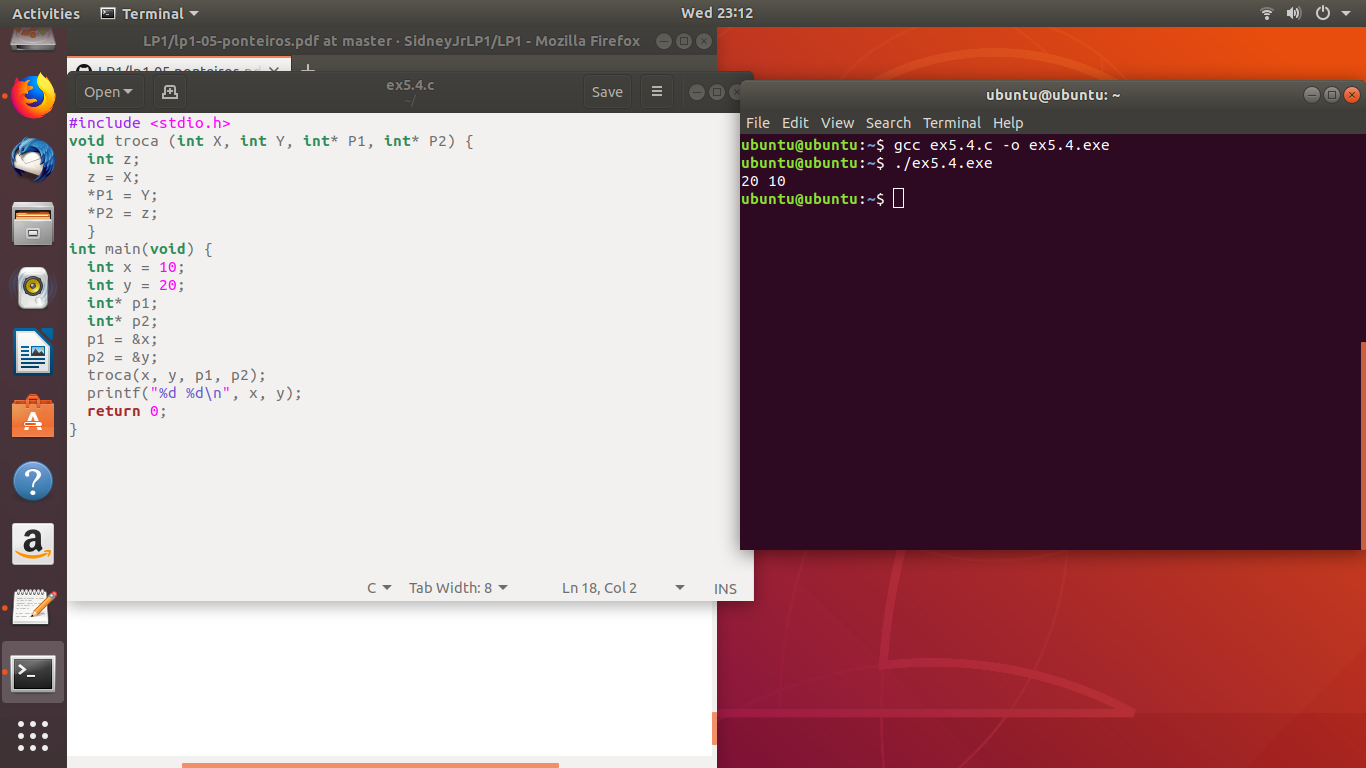 Activities Terminal Wed 23:12
LP1/lp1-05-ponteiros.pdf at master · SidneyJrLP1/LP1 - Mozilla Firefox
LP1/lp1-05-ponteiros.pd
Open ex5.4.c Save
~/
#include <stdio.h>
void troca (int X, int Y, int* P1, int* P2) {
  int z;
  z = X;
  *P1 = Y;
  *P2 = z;
  }
int main(void) {
  int x = 10;
  int y = 20;
  int* p1;
  int* p2;
  p1 = &x;
  p2 = &y;
  troca(x, y, p1, p2);
  printf("%d %d\n", x, y);
  return 0;
}
C Tab Width: 8 Ln 18, Col 2 INS
ubuntu@ubuntu: ~
File Edit View Search Terminal Help
ubuntu@ubuntu:~$ gcc ex5.4.c -o ex5.4.exe
ubuntu@ubuntu:~$ ./ex5.4.exe
20 10
ubuntu@ubuntu:~$